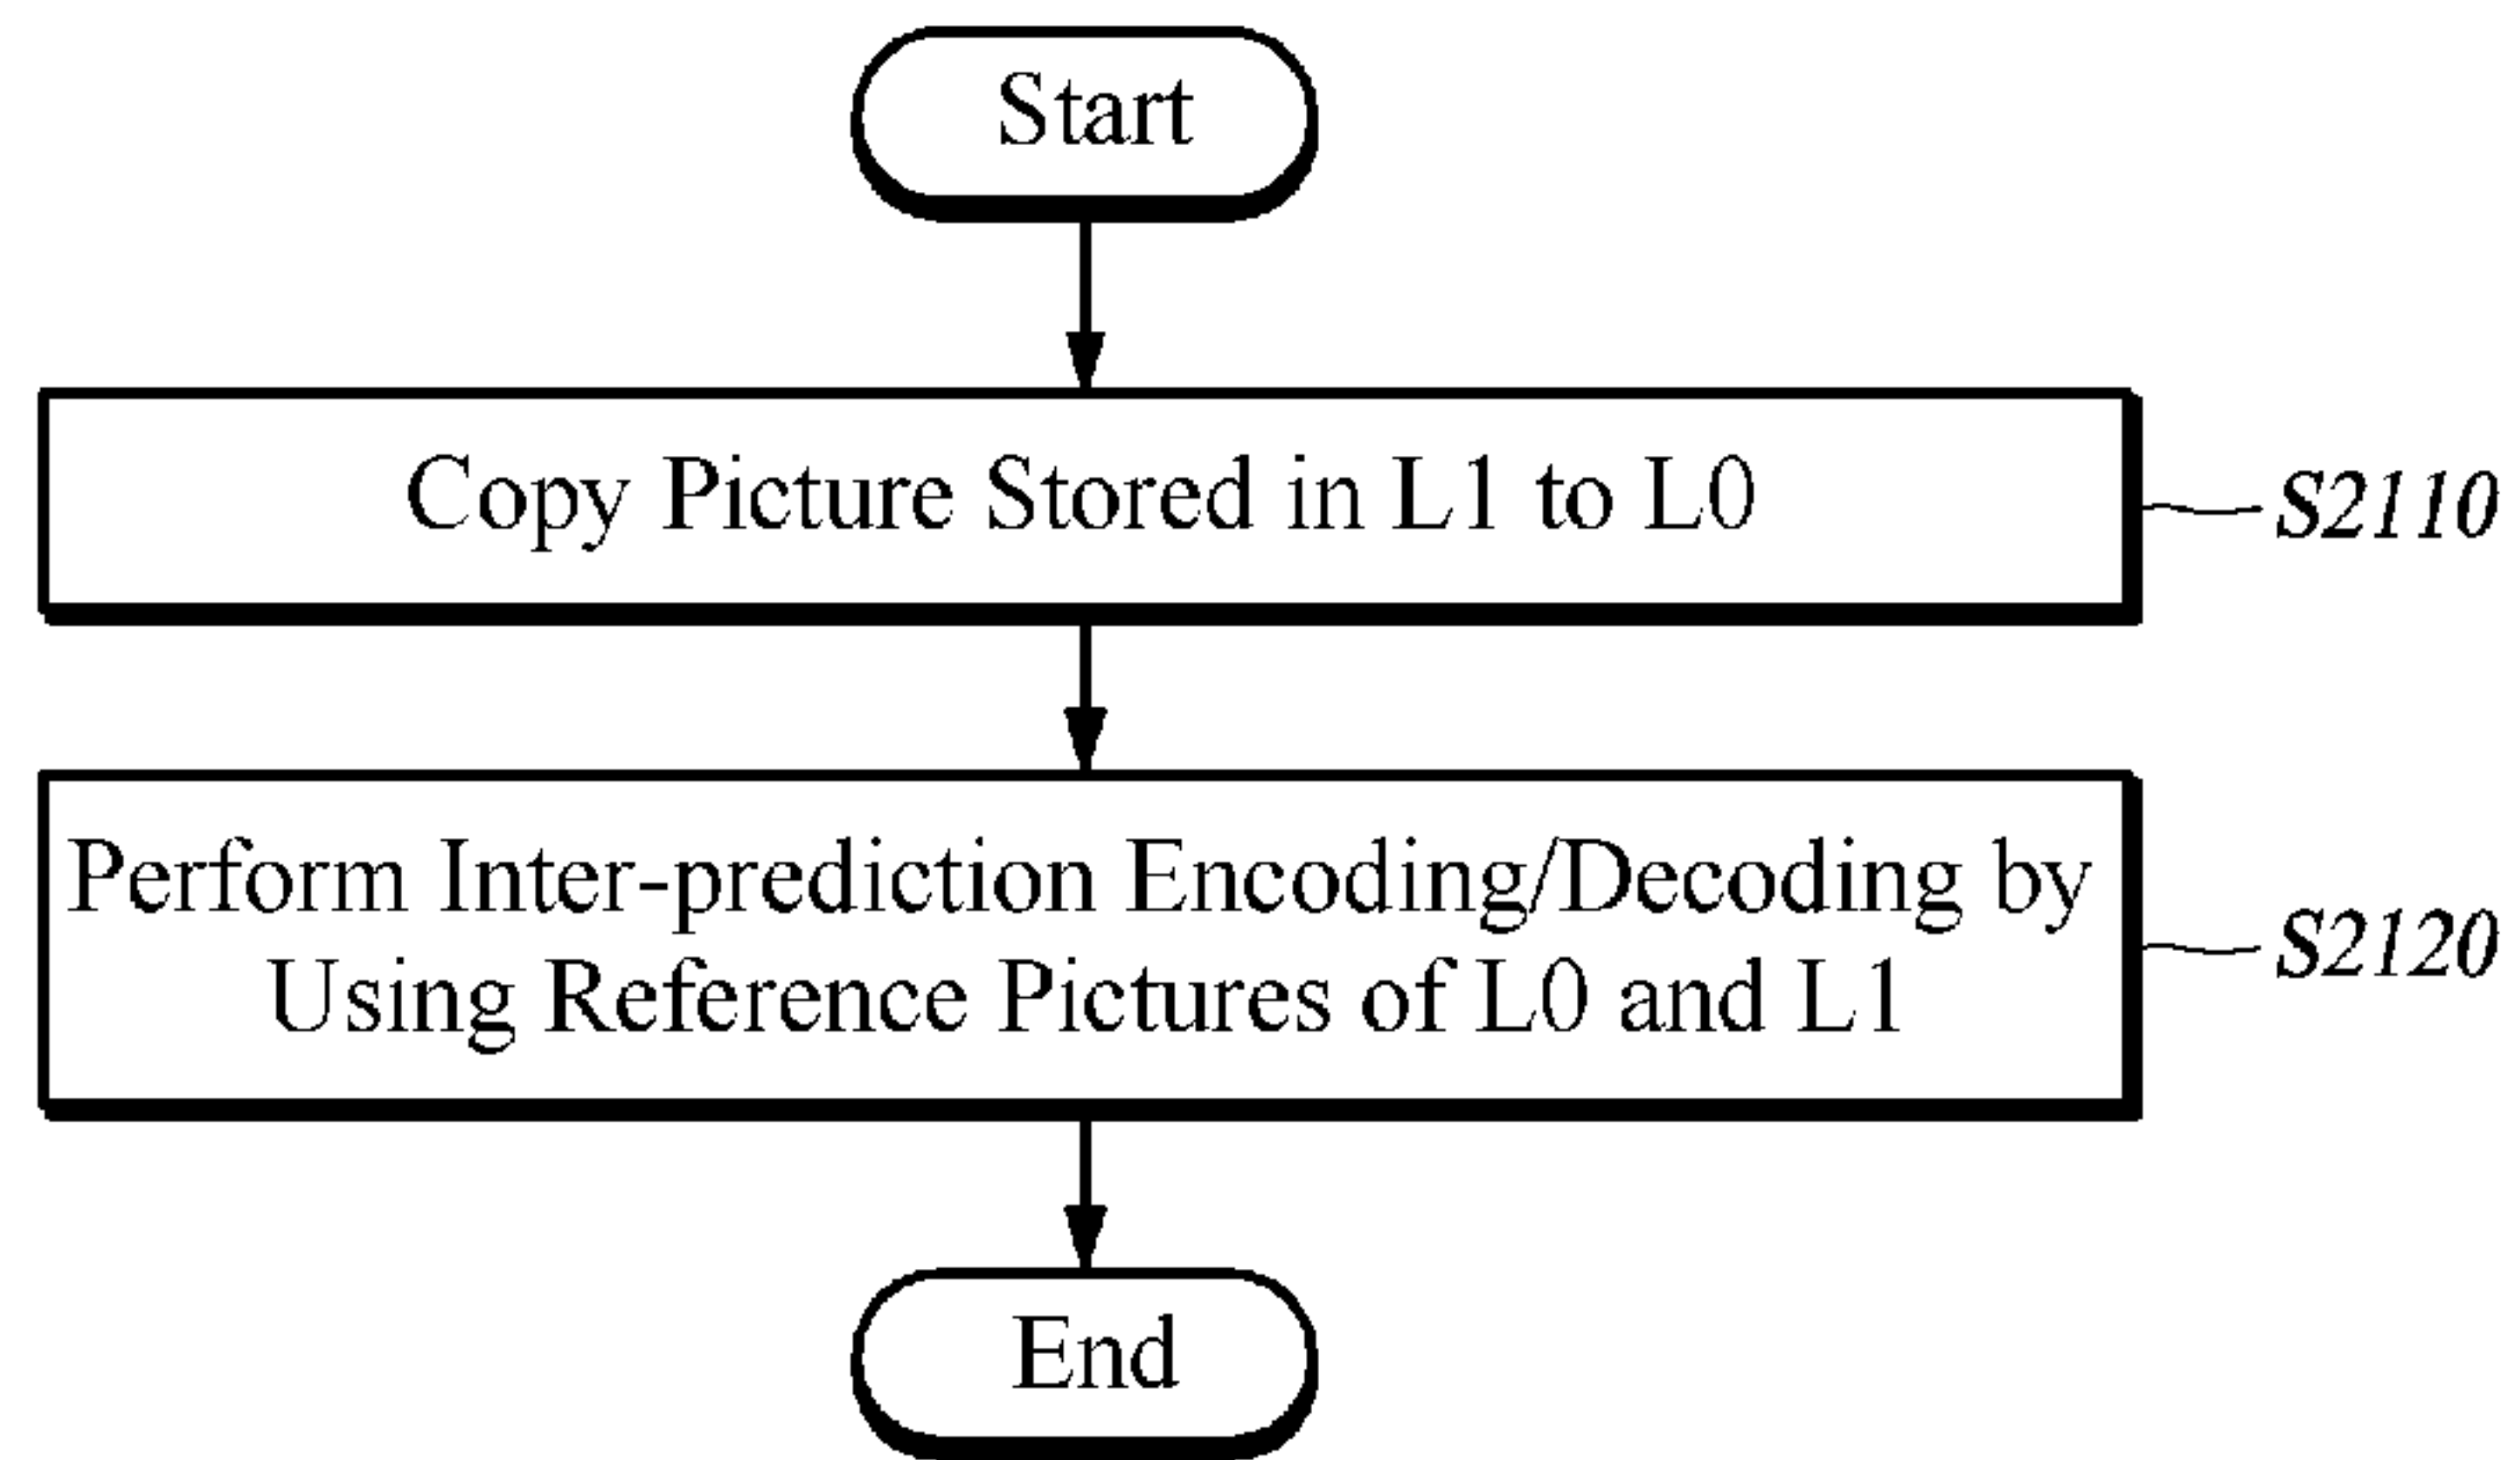 Start
Copy Picture Stored in L1 to L0
S2110
Perform Inter-prediction Encoding/Decoding by
Using Reference Pictures of L0 and L1
S2120
End